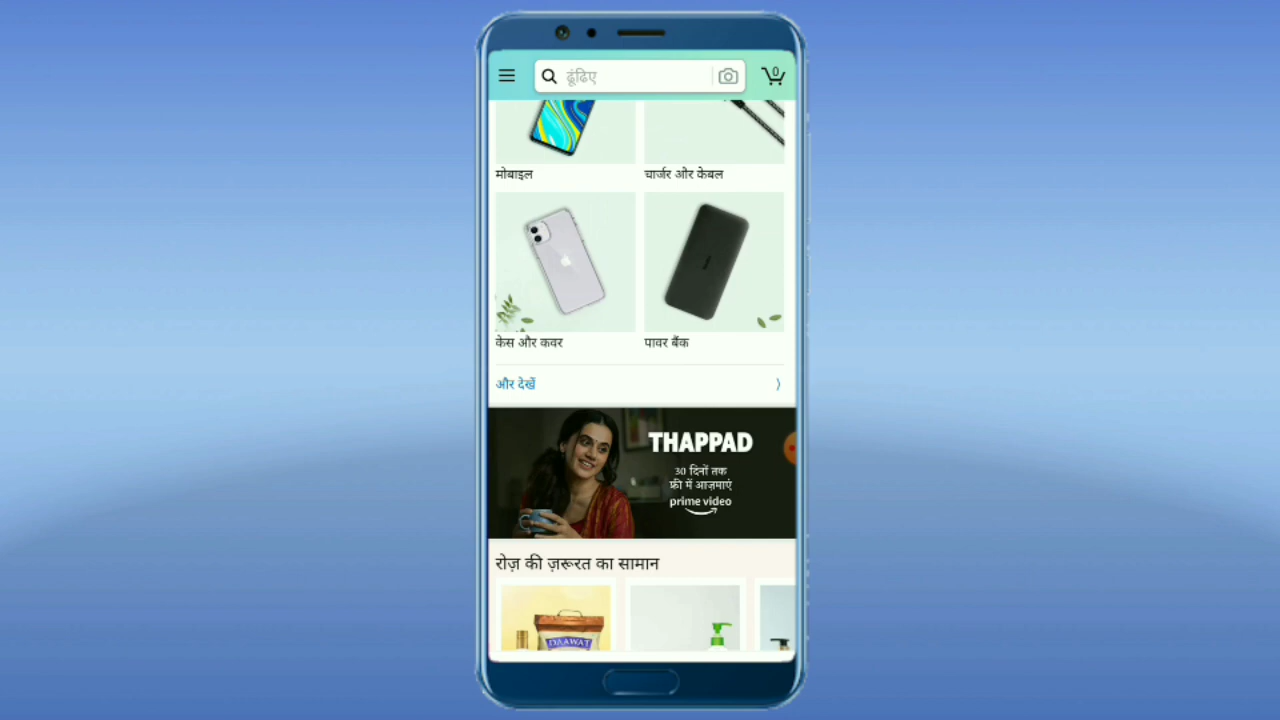 0
ढूंढिए
मोबाइल
चार्जर और केबल
केस और कवर
पावर बैंक
और देखें
THAPPAD
30 दिनों तक
फ्री में आज़माएं
prime video
रोज़ की ज़रूरत का सामान
DAAWAT